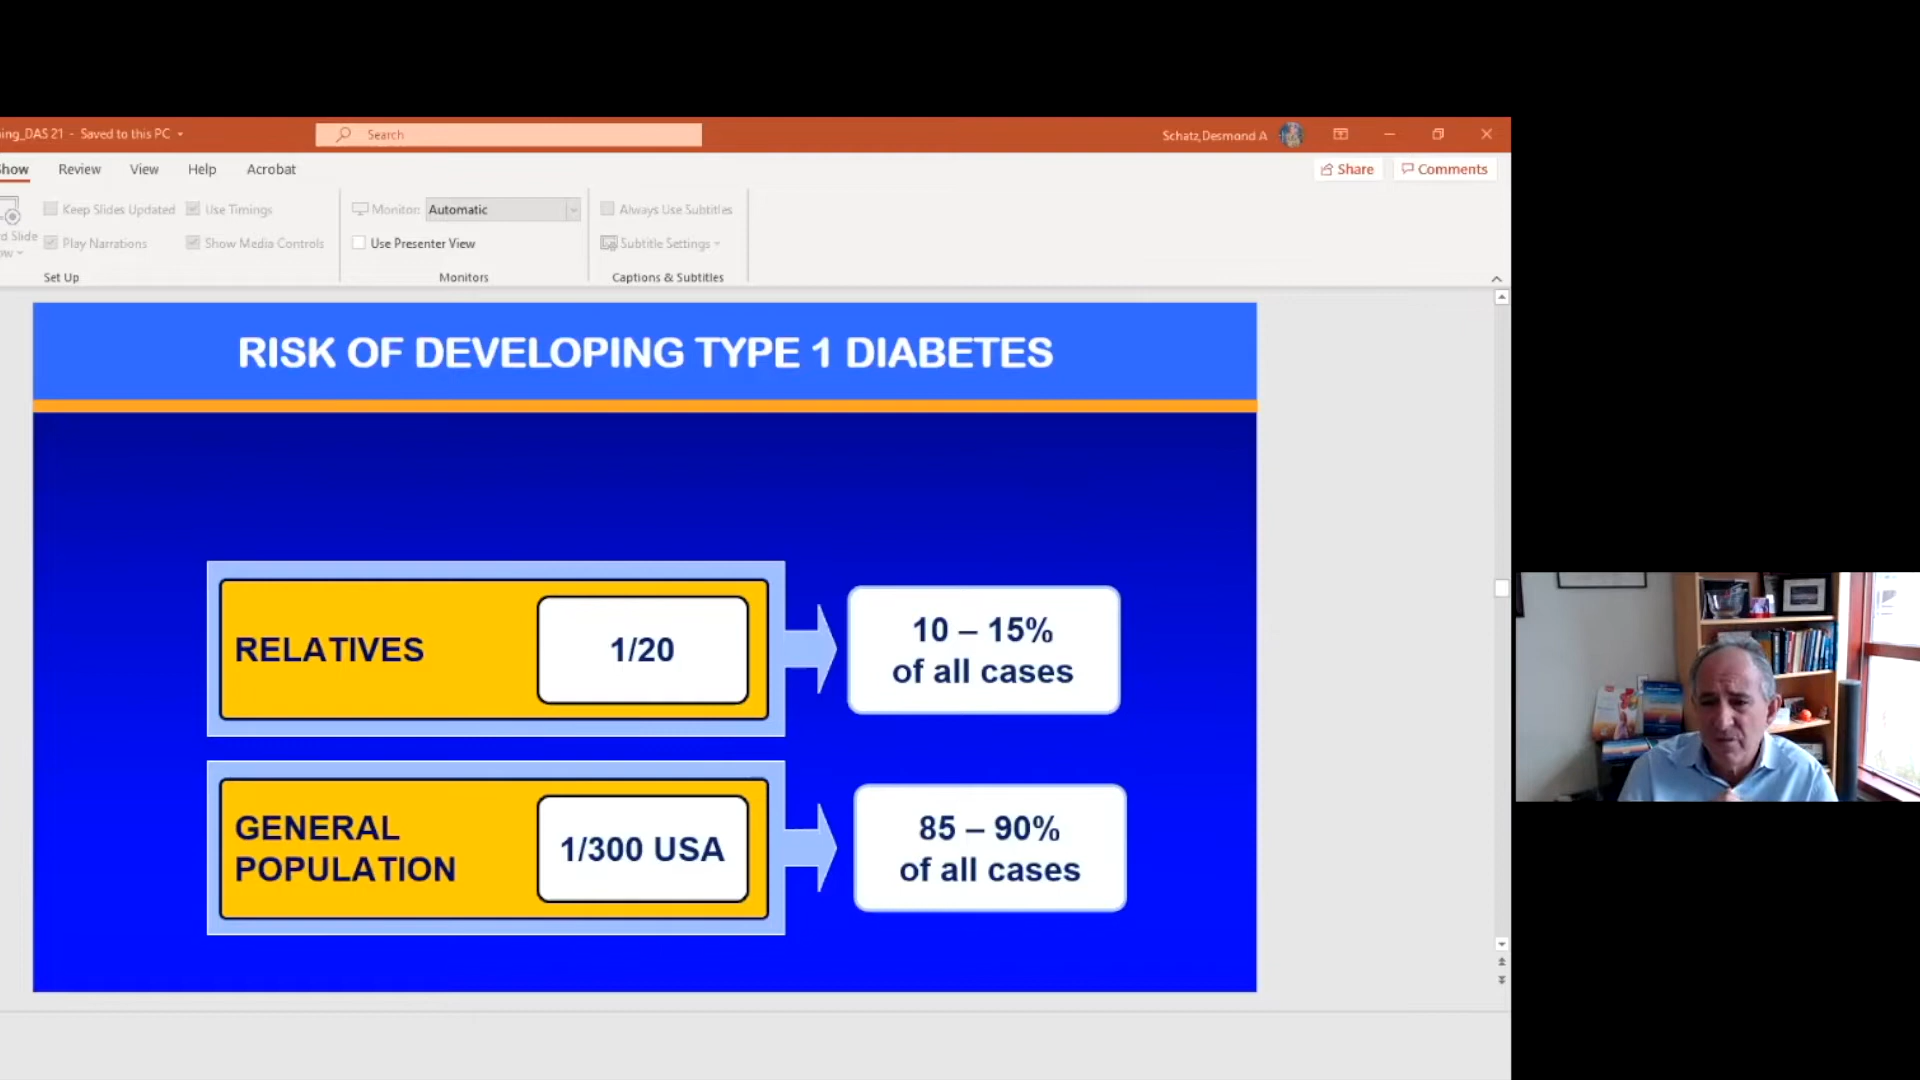 ing_DAS 21 - Saved to this PC
Search
Schatz,Desmond A
Show Review View Help Acrobat
Share Comments
Keep Slides Updated Use Timings
Monitor: Automatic
Always Use Subtitles
d Slide
ow
Play Narrations Show Media Controls
Use Presenter View
Subtitle Settings
Set Up
Monitors
Captions & Subtitles
RISK OF DEVELOPING TYPE 1 DIABETES
RELATIVES
1/20
10 – 15%
of all cases
GENERAL
POPULATION
1/300 USA
85 – 90%
of all cases